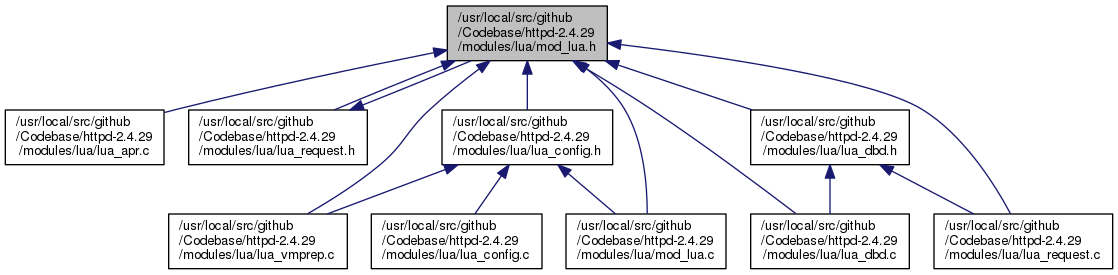 /usr/local/src/github
/Codebase/httpd-2.4.29
/modules/lua/mod_lua.h
/usr/local/src/github
/Codebase/httpd-2.4.29
/modules/lua/lua_apr.c
/usr/local/src/github
/Codebase/httpd-2.4.29
/modules/lua/lua_request.h
/usr/local/src/github
/Codebase/httpd-2.4.29
/modules/lua/lua_config.h
/usr/local/src/github
/Codebase/httpd-2.4.29
/modules/lua/lua_dbd.h
/usr/local/src/github
/Codebase/httpd-2.4.29
/modules/lua/lua_vmprep.c
/usr/local/src/github
/Codebase/httpd-2.4.29
/modules/lua/lua_config.c
/usr/local/src/github
/Codebase/httpd-2.4.29
/modules/lua/mod_lua.c
/usr/local/src/github
/Codebase/httpd-2.4.29
/modules/lua/lua_dbd.c
/usr/local/src/github
/Codebase/httpd-2.4.29
/modules/lua/lua_request.c